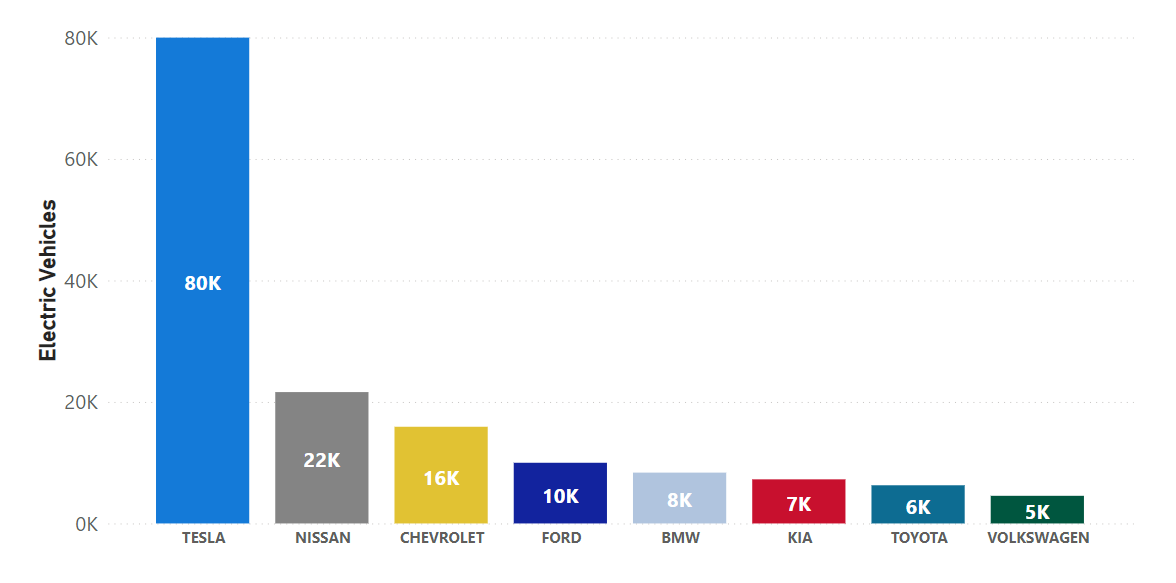 Electric Vehicles
80K
60K
40K
20K
0K
80K
22K
16K
10K
8K
7K
6K
5K
TESLA
NISSAN
CHEVROLET
FORD
BMW
KIA
TOYOTA
VOLKSWAGEN